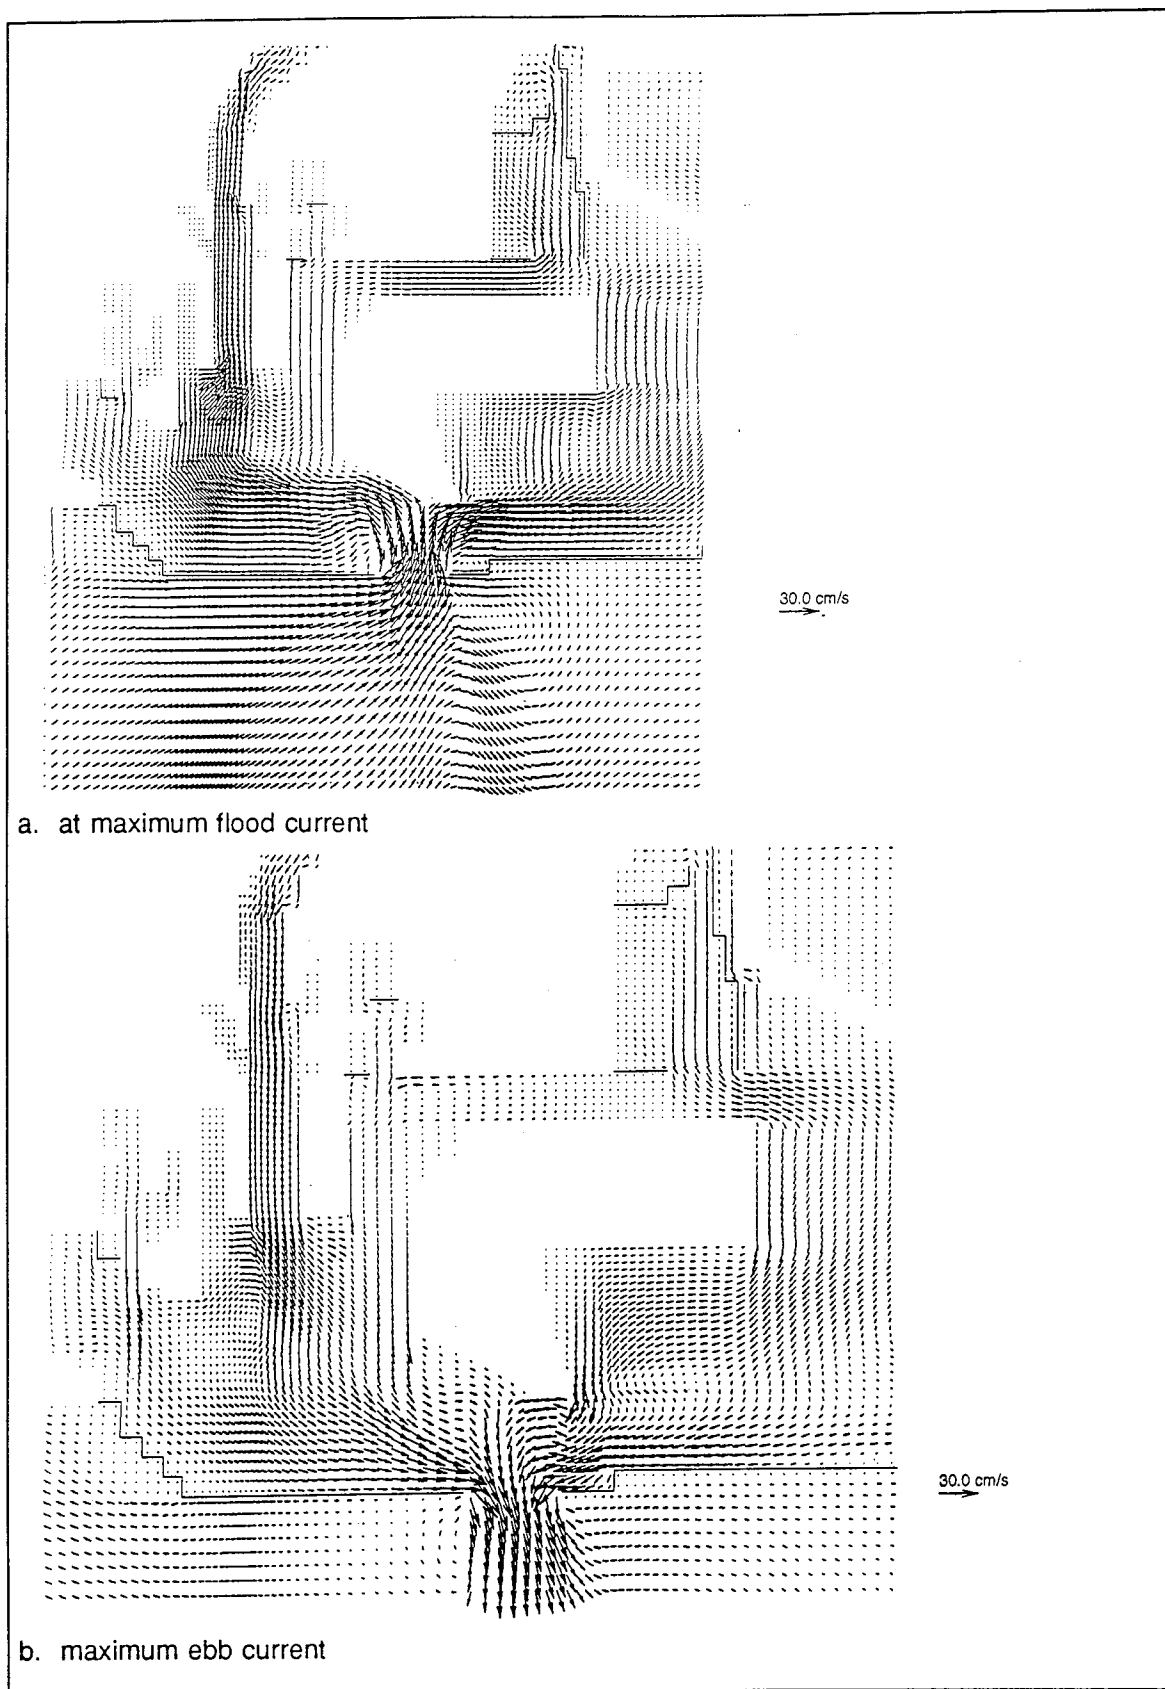 30.0 cm/s
a. at maximum flood current
30.0 cm/s
b. maximum ebb current